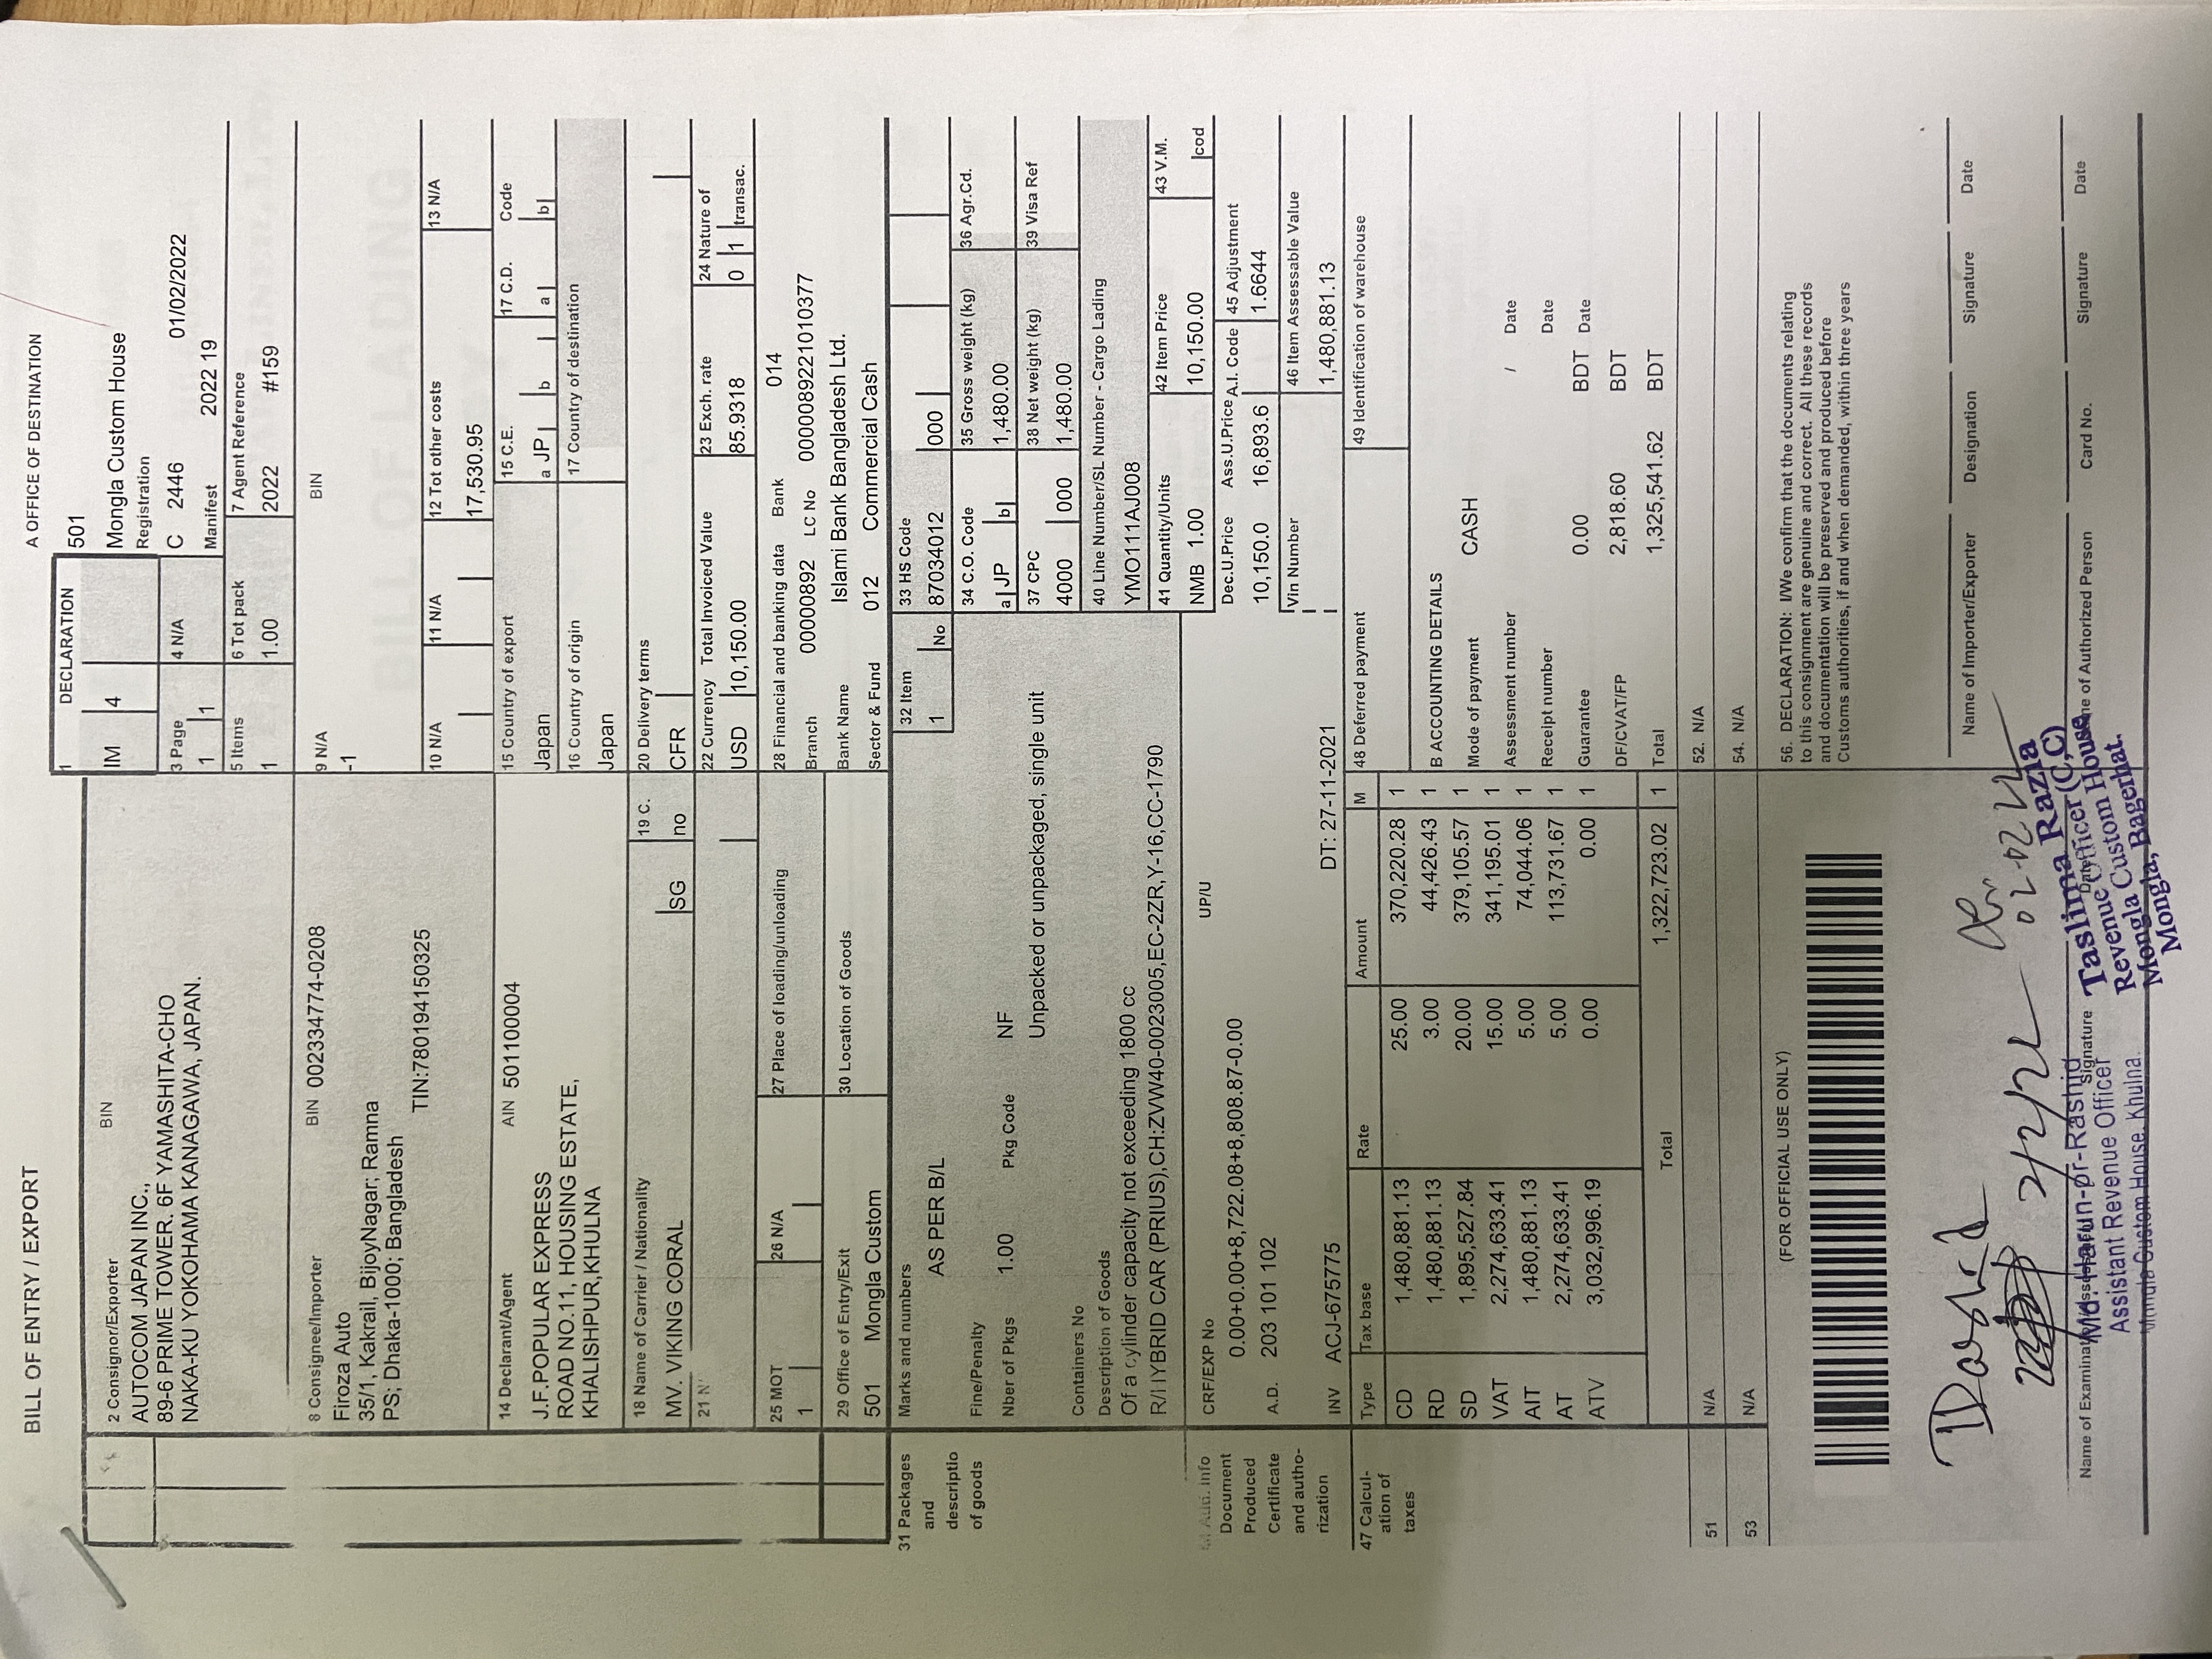 BILL OF ENTRY / EXPORT
A OFFICE OF DESTINATION
1 DECLARATION
IM 4
501
Mongla Custom House
Registration
C 2446 01/02/2022
Manifest 2022 19
2 Consignor/Exporter BIN
AUTOCOM JAPAN INC.,
89-6 PRIME TOWER. 6F YAMASHITA-CHO
NAKA-KU YOKOHAMA KANAGAWA, JAPAN.
3 Page 4 N/A
1 1
5 Items 6 Tot pack 7 Agent Reference
1 1.00 2022 #159
8 Consignee/Importer BIN 002334774-0208
Firoza Auto
35/1, Kakrail, BijoyNagar; Ramna
PS; Dhaka-1000; Bangladesh
TIN:780194150325
9 N/A BIN
-1
BILL OF LADING
10 N/A 11 N/A 12 Tot other costs 13 N/A
17,530.95
14 Declarant/Agent AIN 501100004
J.F.POPULAR EXPRESS
ROAD NO.11, HOUSING ESTATE,
KHALISHPUR,KHULNA
15 Country of export 15 C.E. 17 C.D. Code
Japan a JP b a b
16 Country of origin 17 Country of destination
Japan
18 Name of Carrier / Nationality 19 C. 20 Delivery terms
MV. VIKING CORAL SG no CFR
21 N
22 Currency Total Invoiced Value 23 Exch. rate 24 Nature of
USD 10,150.00 85.9318 0 1 transac.
25 MOT 26 N/A 27 Place of loading/unloading
1
28 Financial and banking data Bank 014
Branch 00000892 LC No 0000089221010377
29 Office of Entry/Exit 30 Location of Goods
501 Mongla Custom
Bank Name Islami Bank Bangladesh Ltd.
Sector & Fund 012 Commercial Cash
31 Packages
and
descriptio
of goods
Marks and numbers
AS PER B/L
Fine/Penalty
Nber of Pkgs 1.00 Pkg Code NF
Unpacked or unpackaged, single unit
Containers No
Description of Goods
Of a cylinder capacity not exceeding 1800 cc
R/HYBRID CAR (PRIUS),CH:ZVW40-0023005,EC-2ZR,Y-16,CC-1790
32 Item 33 HS Code
1 No 87034012 000
34 C.O. Code 35 Gross weight (kg) 36 Agr.Cd.
a JP b 1,480.00
37 CPC 38 Net weight (kg) 39 Visa Ref
4000 000 1,480.00
40 Line Number/SL Number - Cargo Lading
YMO111AJ008
41 Quantity/Units 42 Item Price 43 V.M.
NMB 1.00 10,150.00 cod
44 Add. Info
Document
Produced
Certificate
and autho-
rization
CRF/EXP No UP/U
0.00+0.00+8,722.08+8,808.87-0.00
A.D. 203 101 102
INV ACJ-675775 DT: 27-11-2021
Dec.U.Price Ass.U.Price A.I. Code 45 Adjustment
10,150.0 16,893.6 1.6644
Vin Number 46 Item Assessable Value
1,480,881.13
47 Calcul-
ation of
taxes
Type Tax base Rate Amount M
CD 1,480,881.13 25.00 370,220.28 1
RD 1,480,881.13 3.00 44,426.43 1
SD 1,895,527.84 20.00 379,105.57 1
VAT 2,274,633.41 15.00 341,195.01 1
AIT 1,480,881.13 5.00 74,044.06 1
AT 2,274,633.41 5.00 113,731.67 1
ATV 3,032,996.19 0.00 0.00 1
Total 1,322,723.02 1
48 Deferred payment 49 Identification of warehouse
B ACCOUNTING DETAILS
Mode of payment CASH
Assessment number / Date
Receipt number Date
Guarantee 0.00 BDT Date
DF/CVAT/FP 2,818.60 BDT
Total 1,325,541.62 BDT
51 N/A 52. N/A
53 N/A 54. N/A
(FOR OFFICIAL USE ONLY)
56. DECLARATION: I/We confirm that the documents relating
to this consignment are genuine and correct. All these records
and documentation will be preserved and produced before
Customs authorities, if and when demanded, within three years
Name of Importer/Exporter Designation Signature Date
2/2/22
02-02 22
Name of Examinat Signature Date
Name of Authorized Person Card No. Signature Date
Md. Harun-or-Rashid
Assistant Revenue Officer
Mongla Custom House, Khulna.
Taslima Razia
Revenue Officer (C,C)
Mongla Custom House
Mongla, Bagerhat.